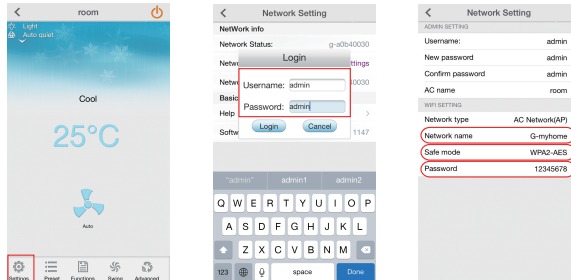 room
Light
Auto quiet
Cool
25°C
Auto
Settings Preset Functions Swing Advanced
Network Setting
NetWork info
Network Status: g-a0b40030
Login
Username: admin
Password: admin
Login Cancel
Basic
Help
Softw 1147
"admin" admin1 admin2
Q W E R T Y U I O P
A S D F G H J K L
Z X C V B N M
123 space Done
Network Setting
ADMIN SETTING
Username: admin
New password admin
Confirm password admin
AC name room
WIFI SETTING
Network type AC Network(AP)
Network name G-myhome
Safe mode WPA2-AES
Password 12345678